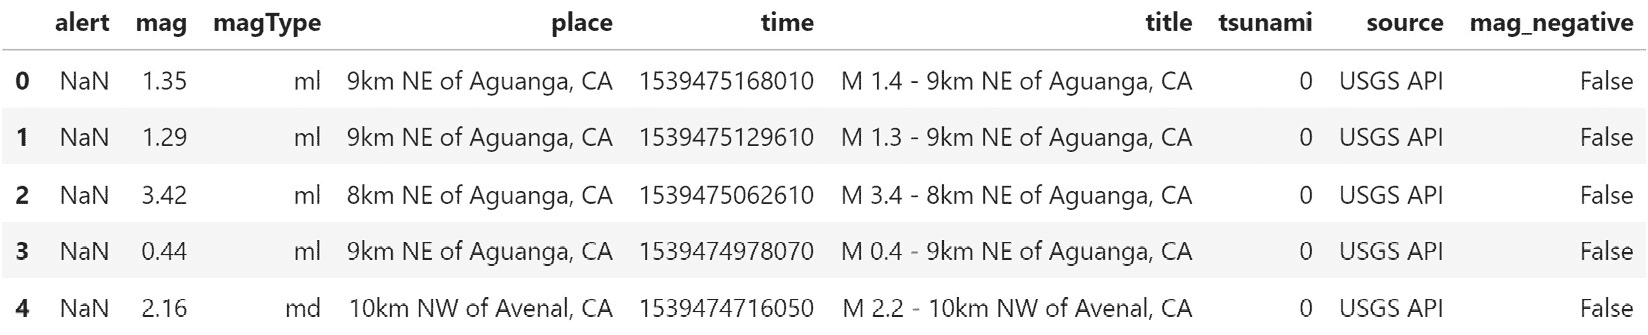 alert mag magType place time title tsunami source mag_negative
0 NaN 1.35 ml 9km NE of Aguanga, CA 1539475168010 M 1.4 - 9km NE of Aguanga, CA 0 USGS API False
1 NaN 1.29 ml 9km NE of Aguanga, CA 1539475129610 M 1.3 - 9km NE of Aguanga, CA 0 USGS API False
2 NaN 3.42 ml 8km NE of Aguanga, CA 1539475062610 M 3.4 - 8km NE of Aguanga, CA 0 USGS API False
3 NaN 0.44 ml 9km NE of Aguanga, CA 1539474978070 M 0.4 - 9km NE of Aguanga, CA 0 USGS API False
4 NaN 2.16 md 10km NW of Avenal, CA 1539474716050 M 2.2 - 10km NW of Avenal, CA 0 USGS API False